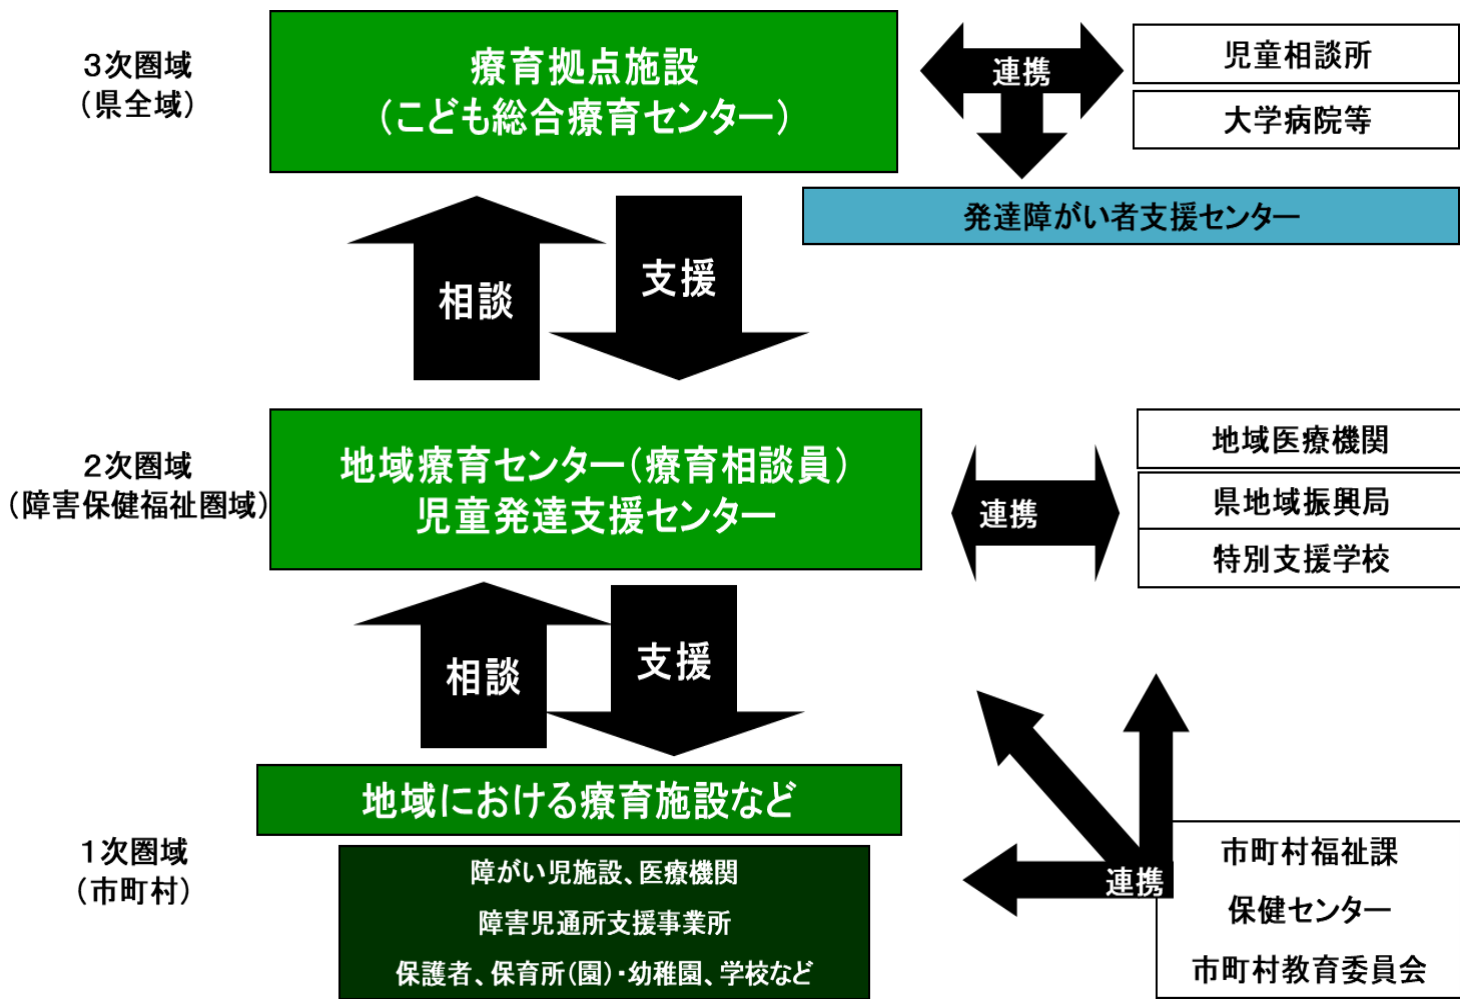 3次圏域
（県全域）
療育拠点施設
（こども総合療育センター）
連携
児童相談所
大学病院等
発達障がい者支援センター
相談
支援
2次圏域
（障害保健福祉圏域）
地域療育センター（療育相談員）
児童発達支援センター
連携
地域医療機関
県地域振興局
特別支援学校
相談
支援
地域における療育施設など
1次圏域
（市町村）
障がい児施設、医療機関
障害児通所支援事業所
保護者、保育所（園）・幼稚園、学校など
連携
市町村福祉課
保健センター
市町村教育委員会